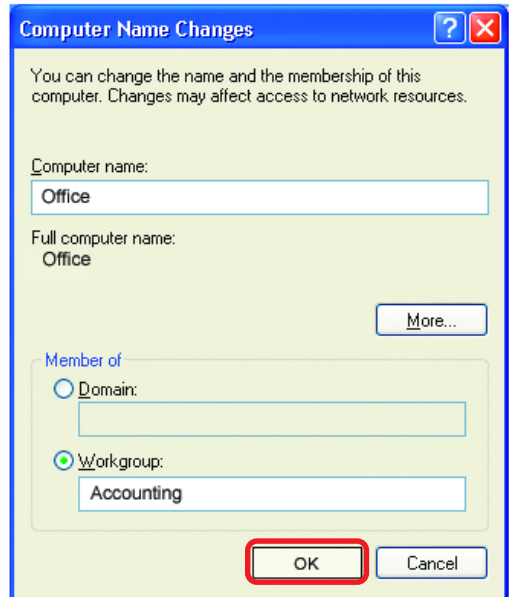 Computer Name Changes
You can change the name and the membership of this
computer. Changes may affect access to network resources.
Computer name:
Office
Full computer name:
Office
More...
Member of
Domain:
Workgroup:
Accounting
OK Cancel